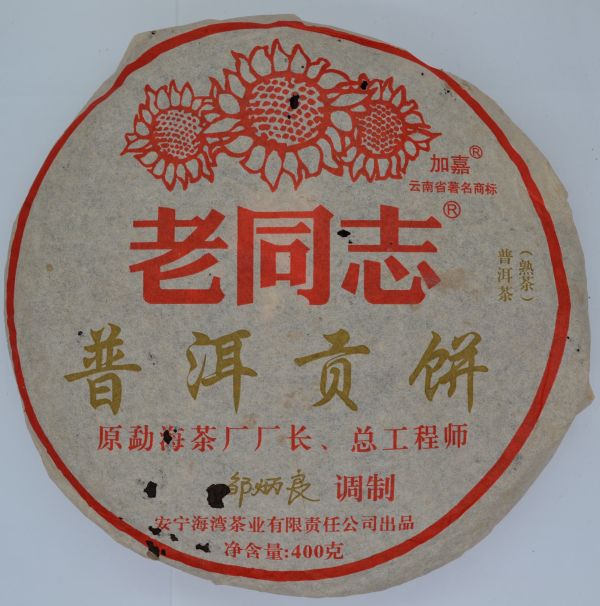 加嘉®
云南省著名商标
老同志®
普洱茶
(熟茶)
普洱贡饼
原勐海茶厂厂长、总工程师
邹炳良 调制
安宁海湾茶业有限责任公司出品
净含量:400克